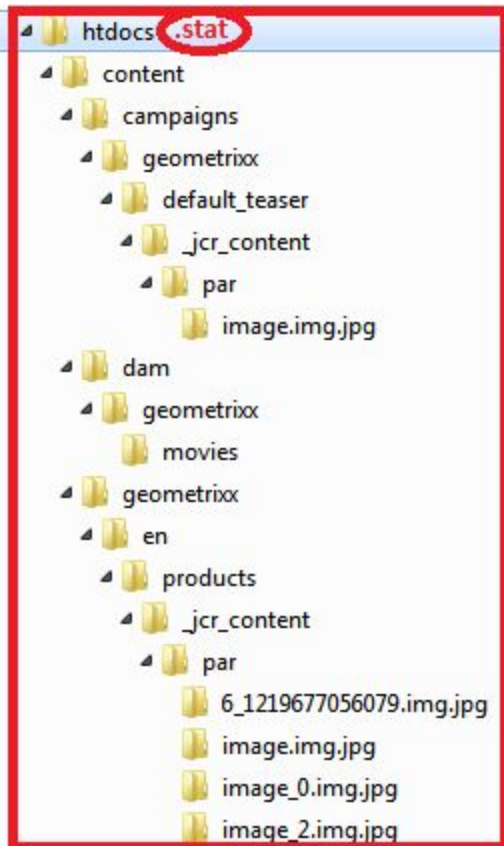 htdocs .stat
content
campaigns
geometrixx
default_teaser
_jcr_content
par
image.img.jpg
dam
geometrixx
movies
geometrixx
en
products
_jcr_content
par
6_1219677056079.img.jpg
image.img.jpg
image_0.img.jpg
image_2.img.jpg